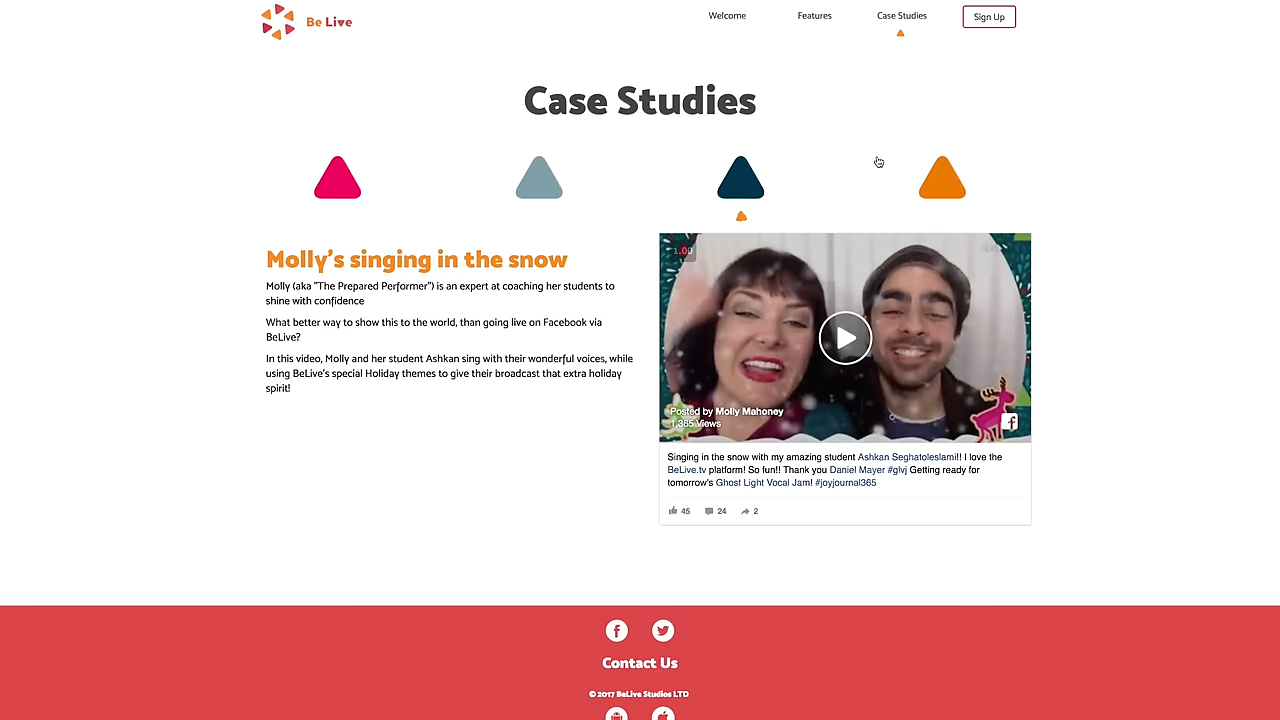 Be Live
Welcome
Features
Case Studies
Sign Up
Case Studies
Molly's singing in the snow
Molly (aka "The Prepared Performer") is an expert at coaching her students to
shine with confidence
What better way to show this to the world, than going live on Facebook via
BeLive?
In this video, Molly and her student Ashkan sing with their wonderful voices, while
using BeLive's special Holiday themes to give their broadcast that extra holiday
spirit!
1.00
Posted by Molly Mahoney
1,365 Views
Singing in the snow with my amazing student Ashkan Seghatoleslami!! I love the
BeLive.tv platform! So fun!! Thank you Daniel Mayer #glvj Getting ready for
tomorrow's Ghost Light Vocal Jam! #joyjournal365
45
24
2
Contact Us
© 2017 BeLive Studios LTD